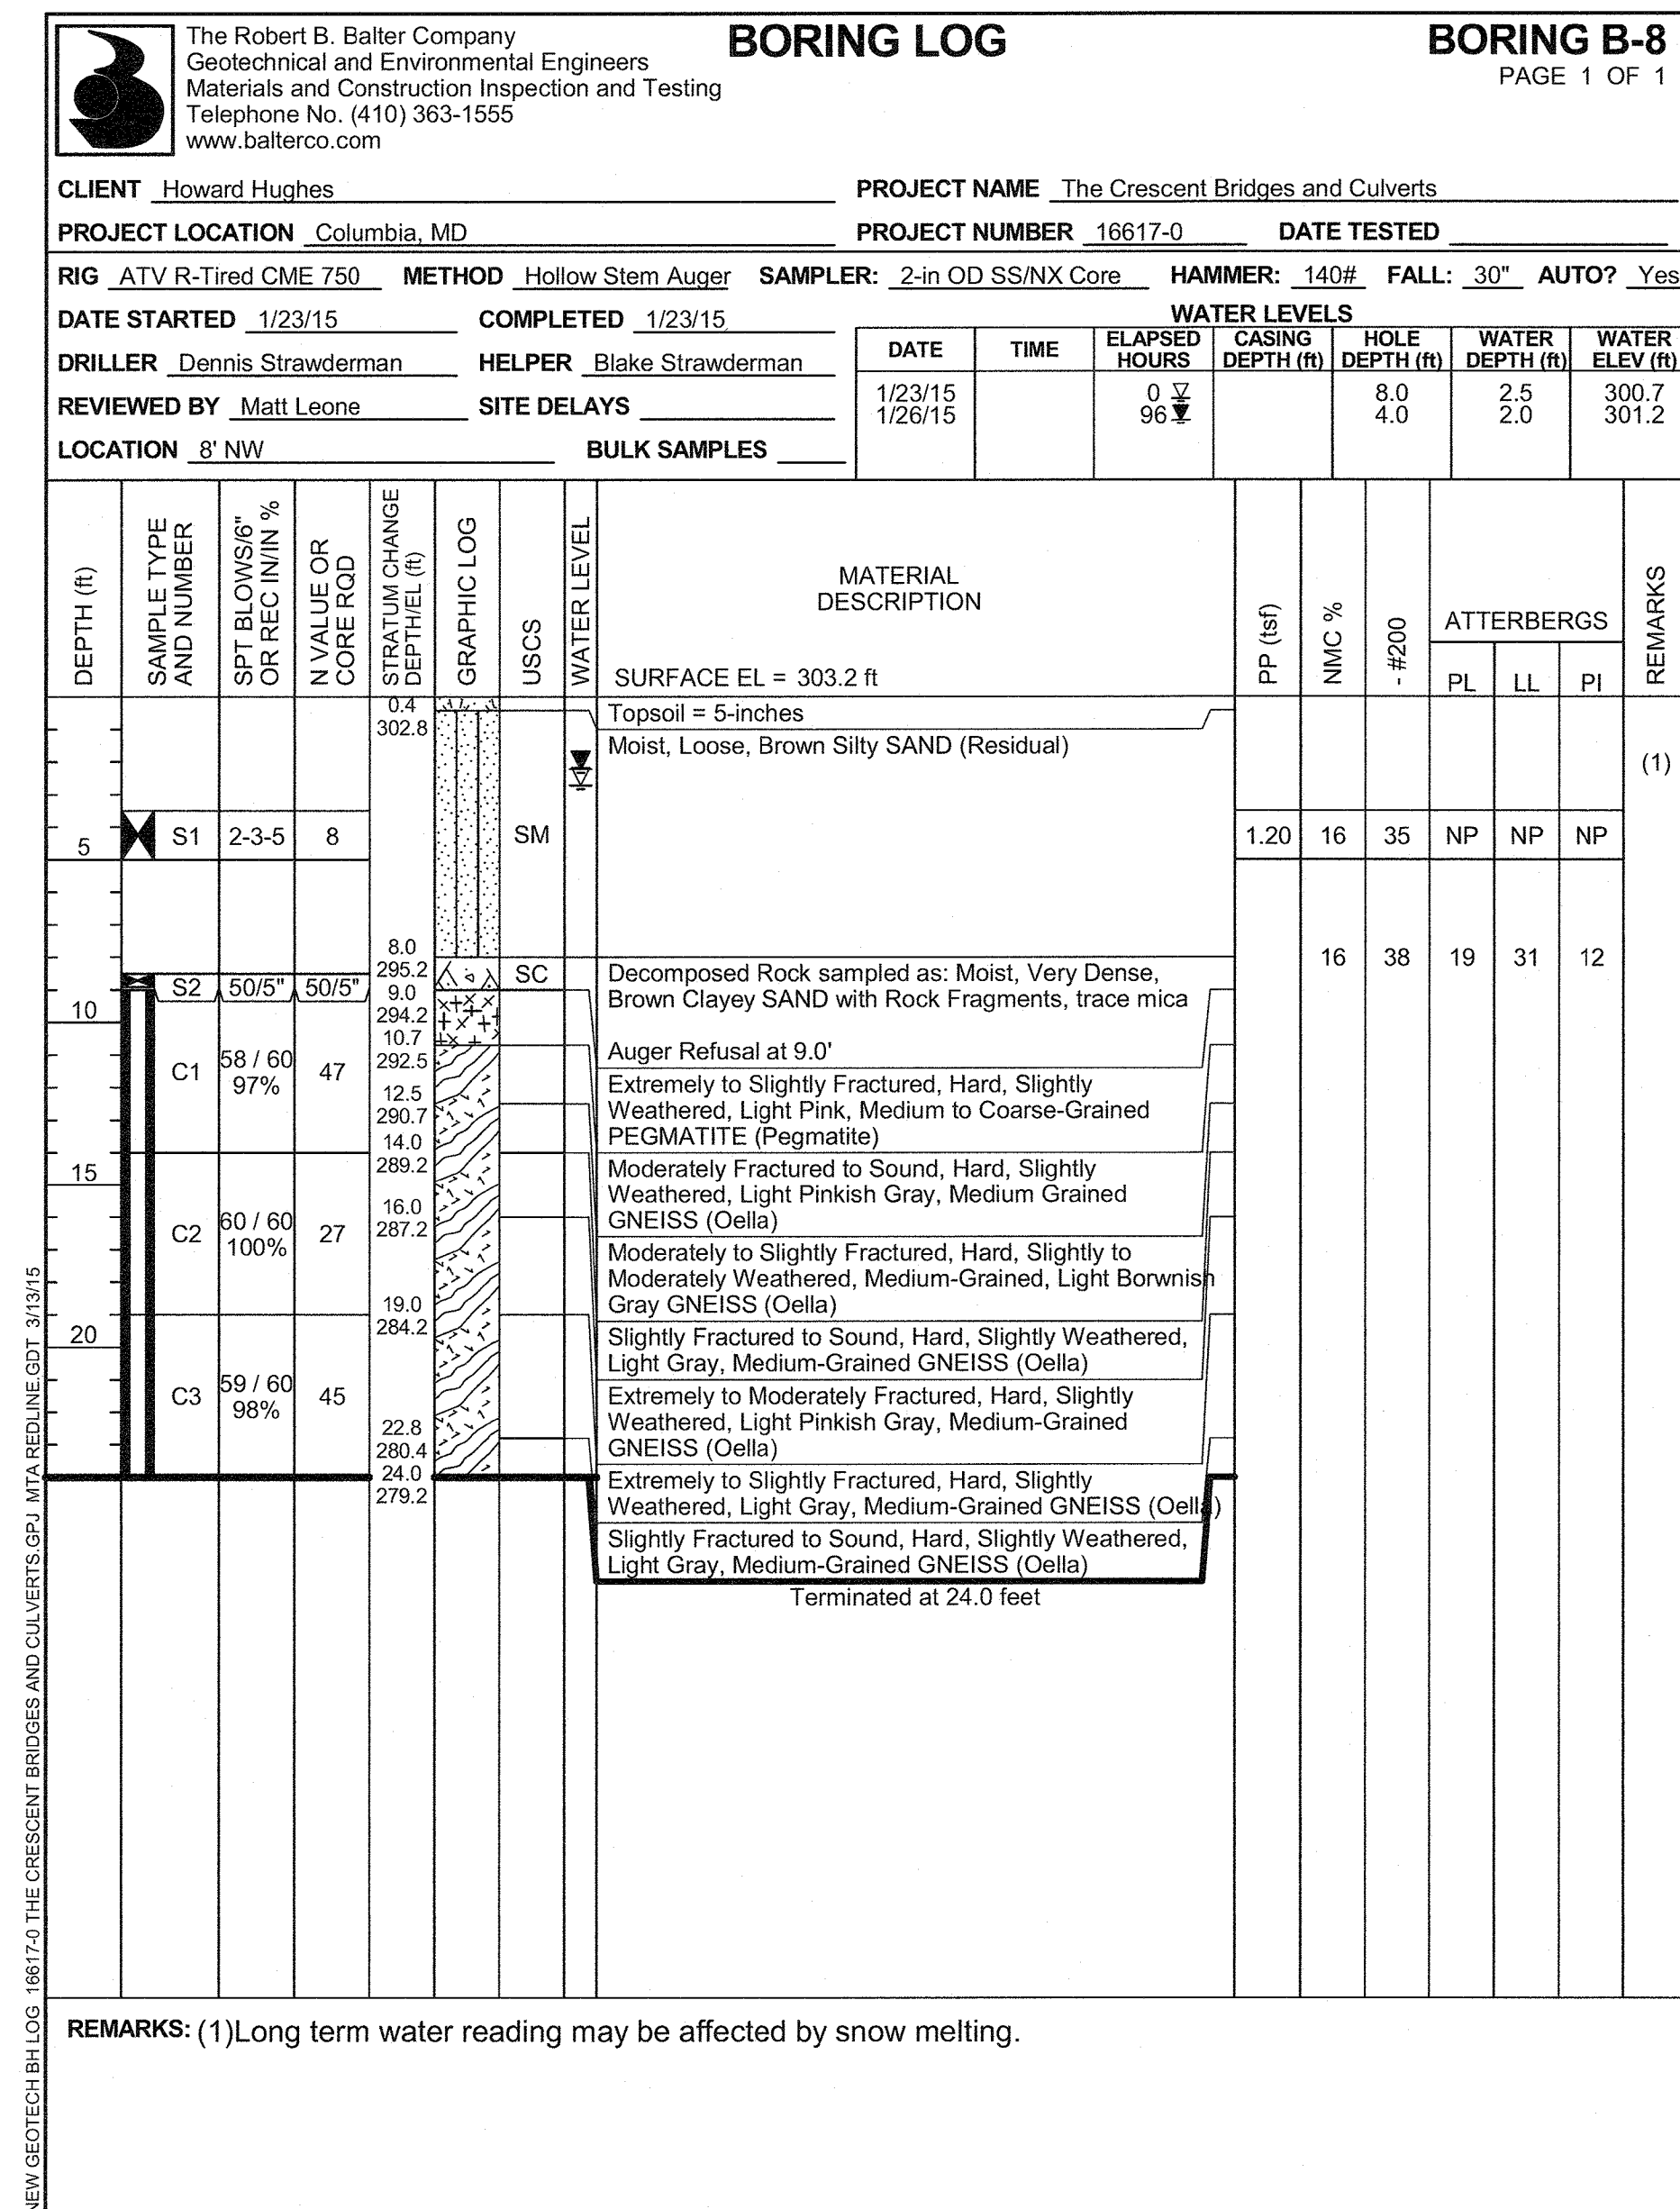 The Robert B. Balter Company
Geotechnical and Environmental Engineers
Materials and Construction Inspection and Testing
Telephone No. (410) 363-1555
www.balterco.com
BORING LOG
BORING B-8
PAGE 1 OF 1
CLIENT Howard Hughes
PROJECT NAME The Crescent Bridges and Culverts
PROJECT LOCATION Columbia, MD
PROJECT NUMBER 16617-0 DATE TESTED
RIG ATV R-Tired CME 750 METHOD Hollow Stem Auger SAMPLER: 2-in OD SS/NX Core HAMMER: 140# FALL: 30" AUTO? Yes
DATE STARTED 1/23/15 COMPLETED 1/23/15
DRILLER Dennis Strawderman HELPER Blake Strawderman
REVIEWED BY Matt Leone SITE DELAYS
LOCATION 8' NW BULK SAMPLES
WATER LEVELS
DATE TIME ELAPSED HOURS CASING DEPTH (ft) HOLE DEPTH (ft) WATER DEPTH (ft) WATER ELEV (ft)
1/23/15 0 8.0 2.5 300.7
1/26/15 96 4.0 2.0 301.2
DEPTH (ft)
SAMPLE TYPE AND NUMBER
SPT BLOWS/6" OR REC IN/IN %
N VALUE OR CORE RQD
STRATUM CHANGE DEPTH/EL (ft)
GRAPHIC LOG
USCS
WATER LEVEL
MATERIAL
DESCRIPTION
SURFACE EL = 303.2 ft
PP (tsf)
NMC %
- #200
ATTERBERGS
PL LL PI
REMARKS
0.4
302.8
Topsoil = 5-inches
Moist, Loose, Brown Silty SAND (Residual)
(1)
5 S1 2-3-5 8 SM 1.20 16 35 NP NP NP
8.0
295.2
16 38 19 31 12
S2 50/5" 50/5" SC
Decomposed Rock sampled as: Moist, Very Dense,
Brown Clayey SAND with Rock Fragments, trace mica
9.0
294.2
10
Auger Refusal at 9.0'
10.7
292.5
C1 58 / 60 97% 47
Extremely to Slightly Fractured, Hard, Slightly
Weathered, Light Pink, Medium to Coarse-Grained
PEGMATITE (Pegmatite)
12.5
290.7
14.0
289.2
15
Moderately Fractured to Sound, Hard, Slightly
Weathered, Light Pinkish Gray, Medium Grained
GNEISS (Oella)
16.0
287.2
C2 60 / 60 100% 27
Moderately to Slightly Fractured, Hard, Slightly to
Moderately Weathered, Medium-Grained, Light Borwnish
Gray GNEISS (Oella)
19.0
284.2
20
Slightly Fractured to Sound, Hard, Slightly Weathered,
Light Gray, Medium-Grained GNEISS (Oella)
C3 59 / 60 98% 45
Extremely to Moderately Fractured, Hard, Slightly
Weathered, Light Pinkish Gray, Medium-Grained
GNEISS (Oella)
22.8
280.4
24.0
279.2
Extremely to Slightly Fractured, Hard, Slightly
Weathered, Light Gray, Medium-Grained GNEISS (Oella)
Slightly Fractured to Sound, Hard, Slightly Weathered,
Light Gray, Medium-Grained GNEISS (Oella)
Terminated at 24.0 feet
REMARKS: (1)Long term water reading may be affected by snow melting.
NEW GEOTECH BH LOG 16617-0 THE CRESCENT BRIDGES AND CULVERTS.GPJ MTA REDLINE.GDT 3/13/15